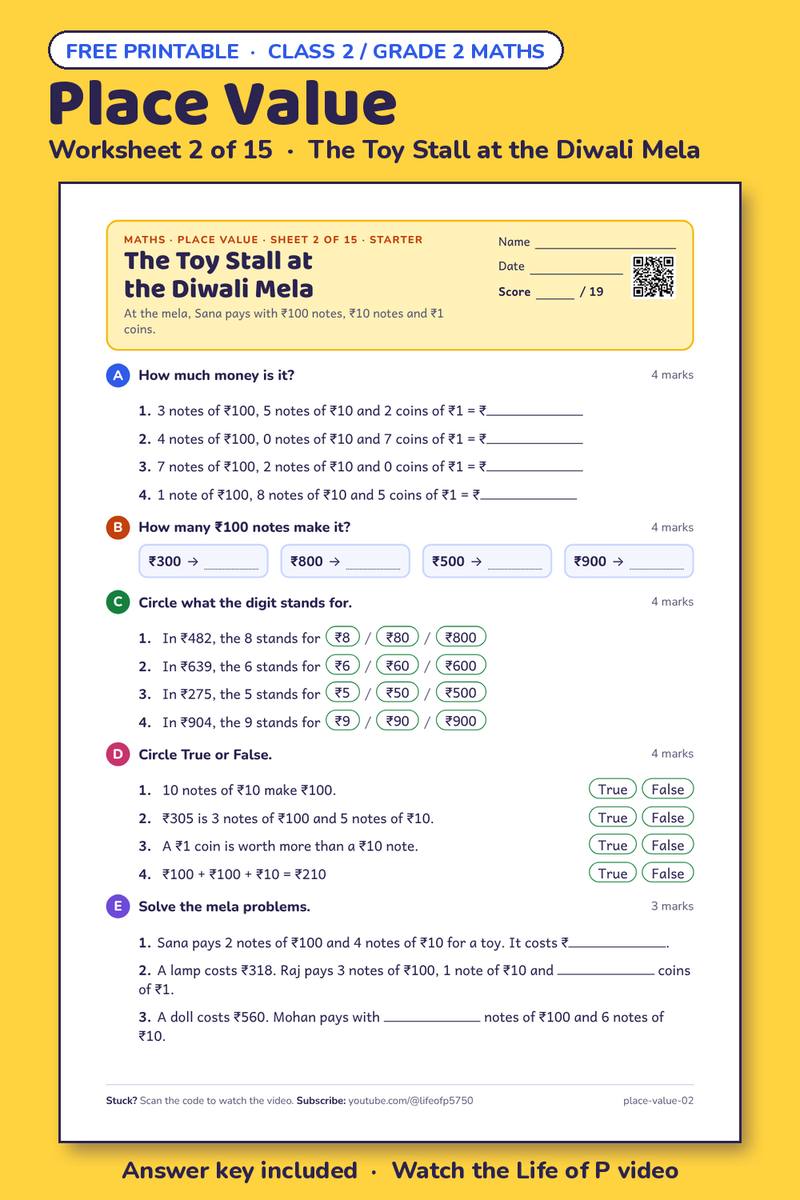 FREE PRINTABLE · CLASS 2 / GRADE 2 MATHS
Place Value
Worksheet 2 of 15 · The Toy Stall at the Diwali Mela
MATHS · PLACE VALUE · SHEET 2 OF 15 · STARTER
The Toy Stall at
the Diwali Mela
At the mela, Sana pays with ₹100 notes, ₹10 notes and ₹1
coins.
Name ____________
Date ____________
Score ______ / 19
A How much money is it? 4 marks
1. 3 notes of ₹100, 5 notes of ₹10 and 2 coins of ₹1 = ₹____________
2. 4 notes of ₹100, 0 notes of ₹10 and 7 coins of ₹1 = ₹____________
3. 7 notes of ₹100, 2 notes of ₹10 and 0 coins of ₹1 = ₹____________
4. 1 note of ₹100, 8 notes of ₹10 and 5 coins of ₹1 = ₹____________
B How many ₹100 notes make it? 4 marks
₹300 → ________ ₹800 → ________ ₹500 → ________ ₹900 → ________
C Circle what the digit stands for. 4 marks
1. In ₹482, the 8 stands for ₹8 / ₹80 / ₹800
2. In ₹639, the 6 stands for ₹6 / ₹60 / ₹600
3. In ₹275, the 5 stands for ₹5 / ₹50 / ₹500
4. In ₹904, the 9 stands for ₹9 / ₹90 / ₹900
D Circle True or False. 4 marks
1. 10 notes of ₹10 make ₹100. True False
2. ₹305 is 3 notes of ₹100 and 5 notes of ₹10. True False
3. A ₹1 coin is worth more than a ₹10 note. True False
4. ₹100 + ₹100 + ₹10 = ₹210 True False
E Solve the mela problems. 3 marks
1. Sana pays 2 notes of ₹100 and 4 notes of ₹10 for a toy. It costs ₹____________.
2. A lamp costs ₹318. Raj pays 3 notes of ₹100, 1 note of ₹10 and ____________ coins
of ₹1.
3. A doll costs ₹560. Mohan pays with ____________ notes of ₹100 and 6 notes of
₹10.
Stuck? Scan the code to watch the video. Subscribe: youtube.com/@lifeofp5750 place-value-02
Answer key included · Watch the Life of P video